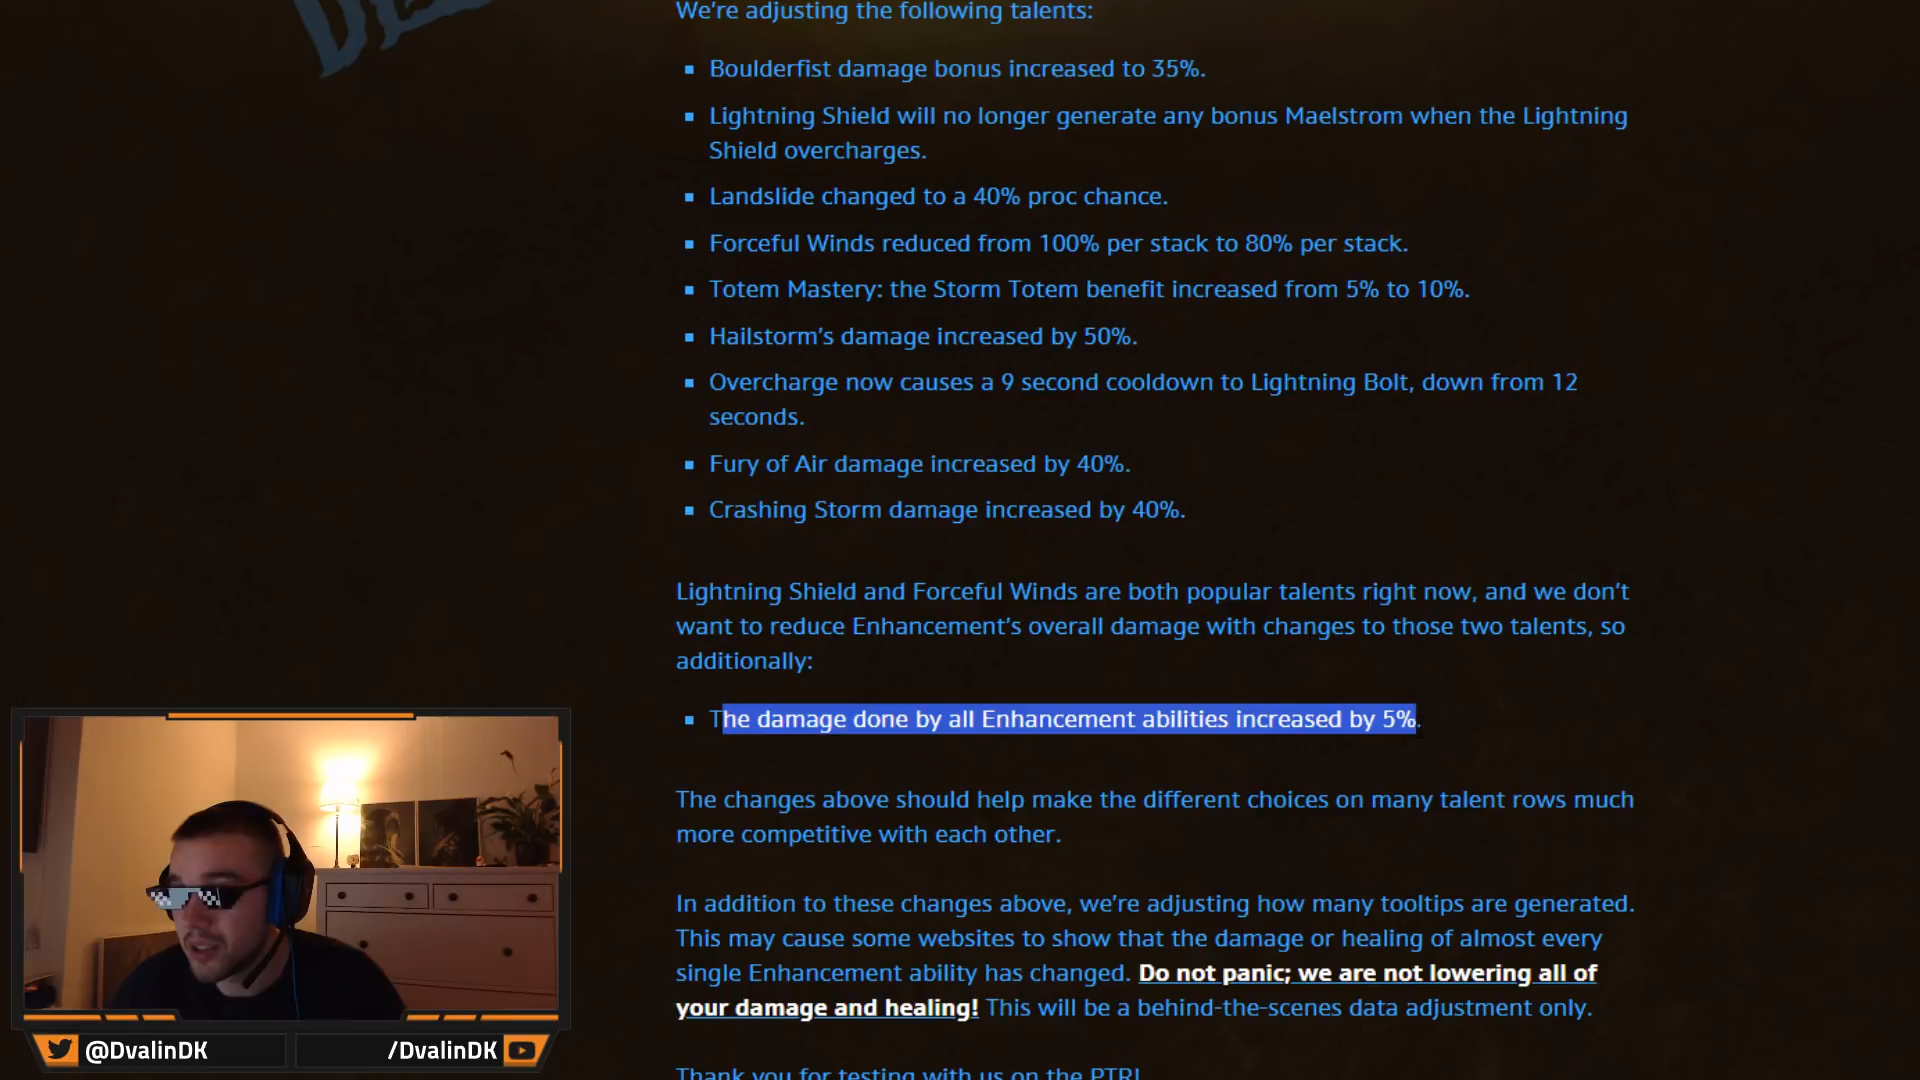 We're adjusting the following talents:
Boulderfist damage bonus increased to 35%.
Lightning Shield will no longer generate any bonus Maelstrom when the Lightning
Shield overcharges.
Landslide changed to a 40% proc chance.
Forceful Winds reduced from 100% per stack to 80% per stack.
Totem Mastery: the Storm Totem benefit increased from 5% to 10%.
Hailstorm's damage increased by 50%.
Overcharge now causes a 9 second cooldown to Lightning Bolt, down from 12
seconds.
Fury of Air damage increased by 40%.
Crashing Storm damage increased by 40%.
Lightning Shield and Forceful Winds are both popular talents right now, and we don't
want to reduce Enhancement's overall damage with changes to those two talents, so
additionally:
The damage done by all Enhancement abilities increased by 5%.
The changes above should help make the different choices on many talent rows much
more competitive with each other.
In addition to these changes above, we're adjusting how many tooltips are generated.
This may cause some websites to show that the damage or healing of almost every
single Enhancement ability has changed. Do not panic; we are not lowering all of
your damage and healing! This will be a behind-the-scenes data adjustment only.
Thank you for testing with us on the PTR!
@DvalinDK
/DvalinDK